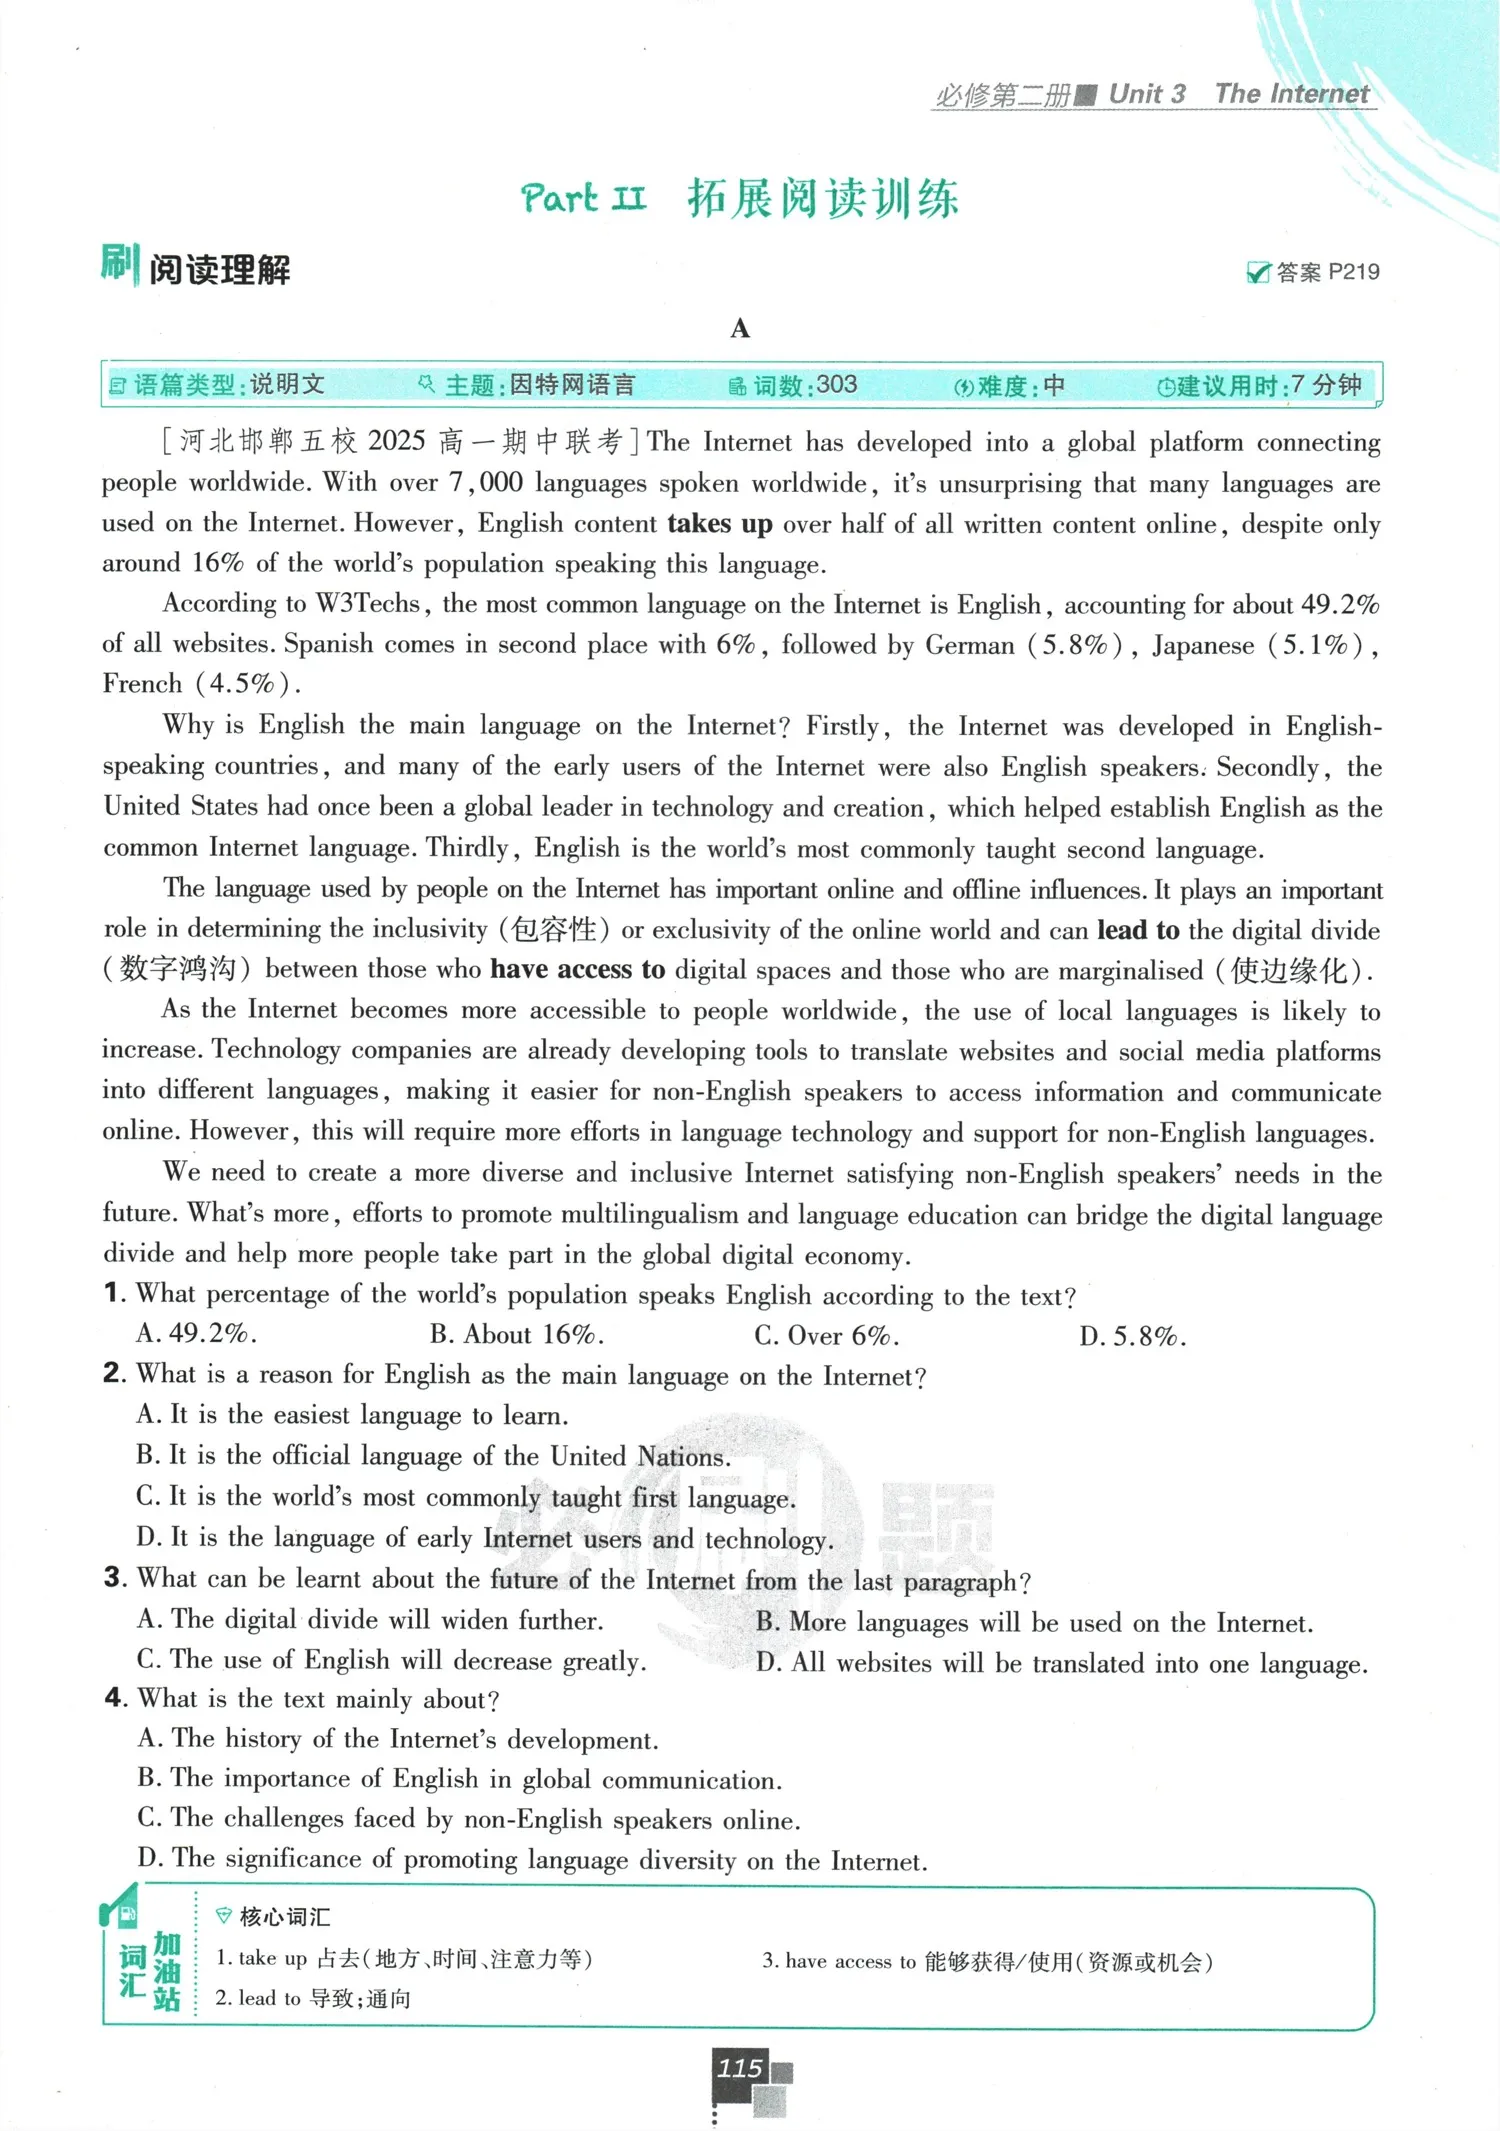 必修第二册 Unit 3 The Internet
Part II 拓展阅读训练
刷 阅读理解
答案 P219
A
语篇类型:说明文 主题:因特网语言 词数:303 难度:中 建议用时:7 分钟
[河北邯郸五校 2025 高一期中联考]The Internet has developed into a global platform connecting
people worldwide. With over 7,000 languages spoken worldwide, it's unsurprising that many languages are
used on the Internet. However, English content takes up over half of all written content online, despite only
around 16% of the world's population speaking this language.
According to W3Techs, the most common language on the Internet is English, accounting for about 49.2%
of all websites. Spanish comes in second place with 6%, followed by German (5.8%), Japanese (5.1%),
French (4.5%).
Why is English the main language on the Internet? Firstly, the Internet was developed in English-
speaking countries, and many of the early users of the Internet were also English speakers. Secondly, the
United States had once been a global leader in technology and creation, which helped establish English as the
common Internet language. Thirdly, English is the world's most commonly taught second language.
The language used by people on the Internet has important online and offline influences. It plays an important
role in determining the inclusivity (包容性) or exclusivity of the online world and can lead to the digital divide
(数字鸿沟) between those who have access to digital spaces and those who are marginalised (使边缘化).
As the Internet becomes more accessible to people worldwide, the use of local languages is likely to
increase. Technology companies are already developing tools to translate websites and social media platforms
into different languages, making it easier for non-English speakers to access information and communicate
online. However, this will require more efforts in language technology and support for non-English languages.
We need to create a more diverse and inclusive Internet satisfying non-English speakers' needs in the
future. What's more, efforts to promote multilingualism and language education can bridge the digital language
divide and help more people take part in the global digital economy.
1. What percentage of the world's population speaks English according to the text?
A. 49.2%. B. About 16%. C. Over 6%. D. 5.8%.
2. What is a reason for English as the main language on the Internet?
A. It is the easiest language to learn.
B. It is the official language of the United Nations.
C. It is the world's most commonly taught first language.
D. It is the language of early Internet users and technology.
3. What can be learnt about the future of the Internet from the last paragraph?
A. The digital divide will widen further. B. More languages will be used on the Internet.
C. The use of English will decrease greatly. D. All websites will be translated into one language.
4. What is the text mainly about?
A. The history of the Internet's development.
B. The importance of English in global communication.
C. The challenges faced by non-English speakers online.
D. The significance of promoting language diversity on the Internet.
必刷题
词汇加油站
核心词汇
1. take up 占去(地方、时间、注意力等) 3. have access to 能够获得/使用(资源或机会)
2. lead to 导致;通向
115